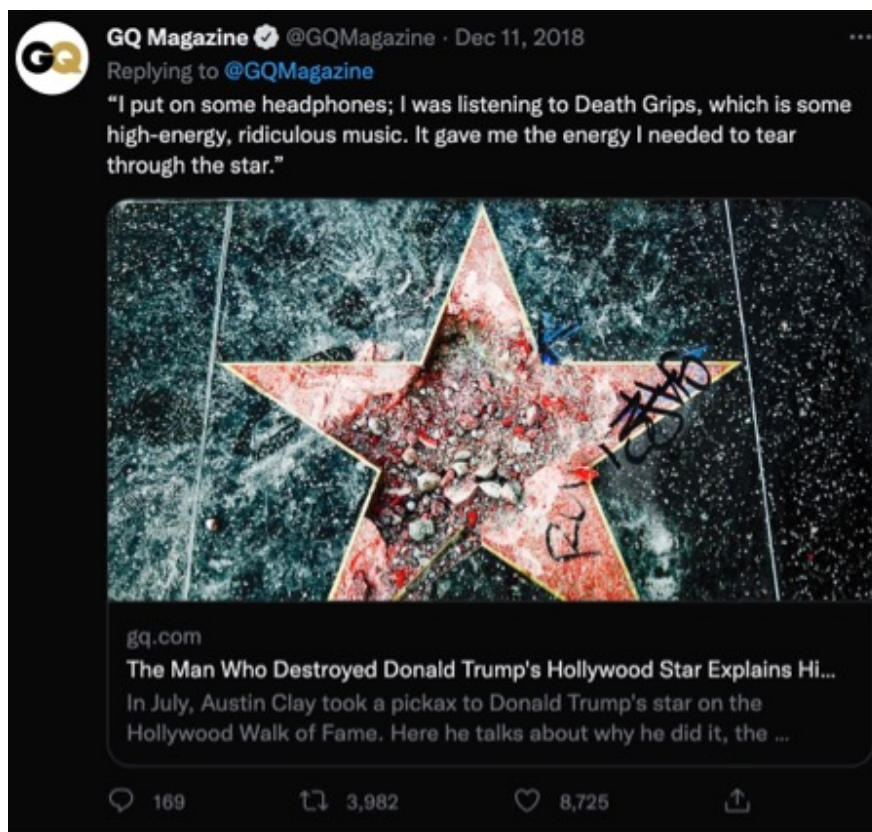 GQ
GQ Magazine @GQMagazine · Dec 11, 2018
Replying to @GQMagazine
“I put on some headphones; I was listening to Death Grips, which is some
high-energy, ridiculous music. It gave me the energy I needed to tear
through the star.”
gq.com
The Man Who Destroyed Donald Trump's Hollywood Star Explains Hi...
In July, Austin Clay took a pickax to Donald Trump's star on the
Hollywood Walk of Fame. Here he talks about why he did it, the ...
169 3,982 8,725